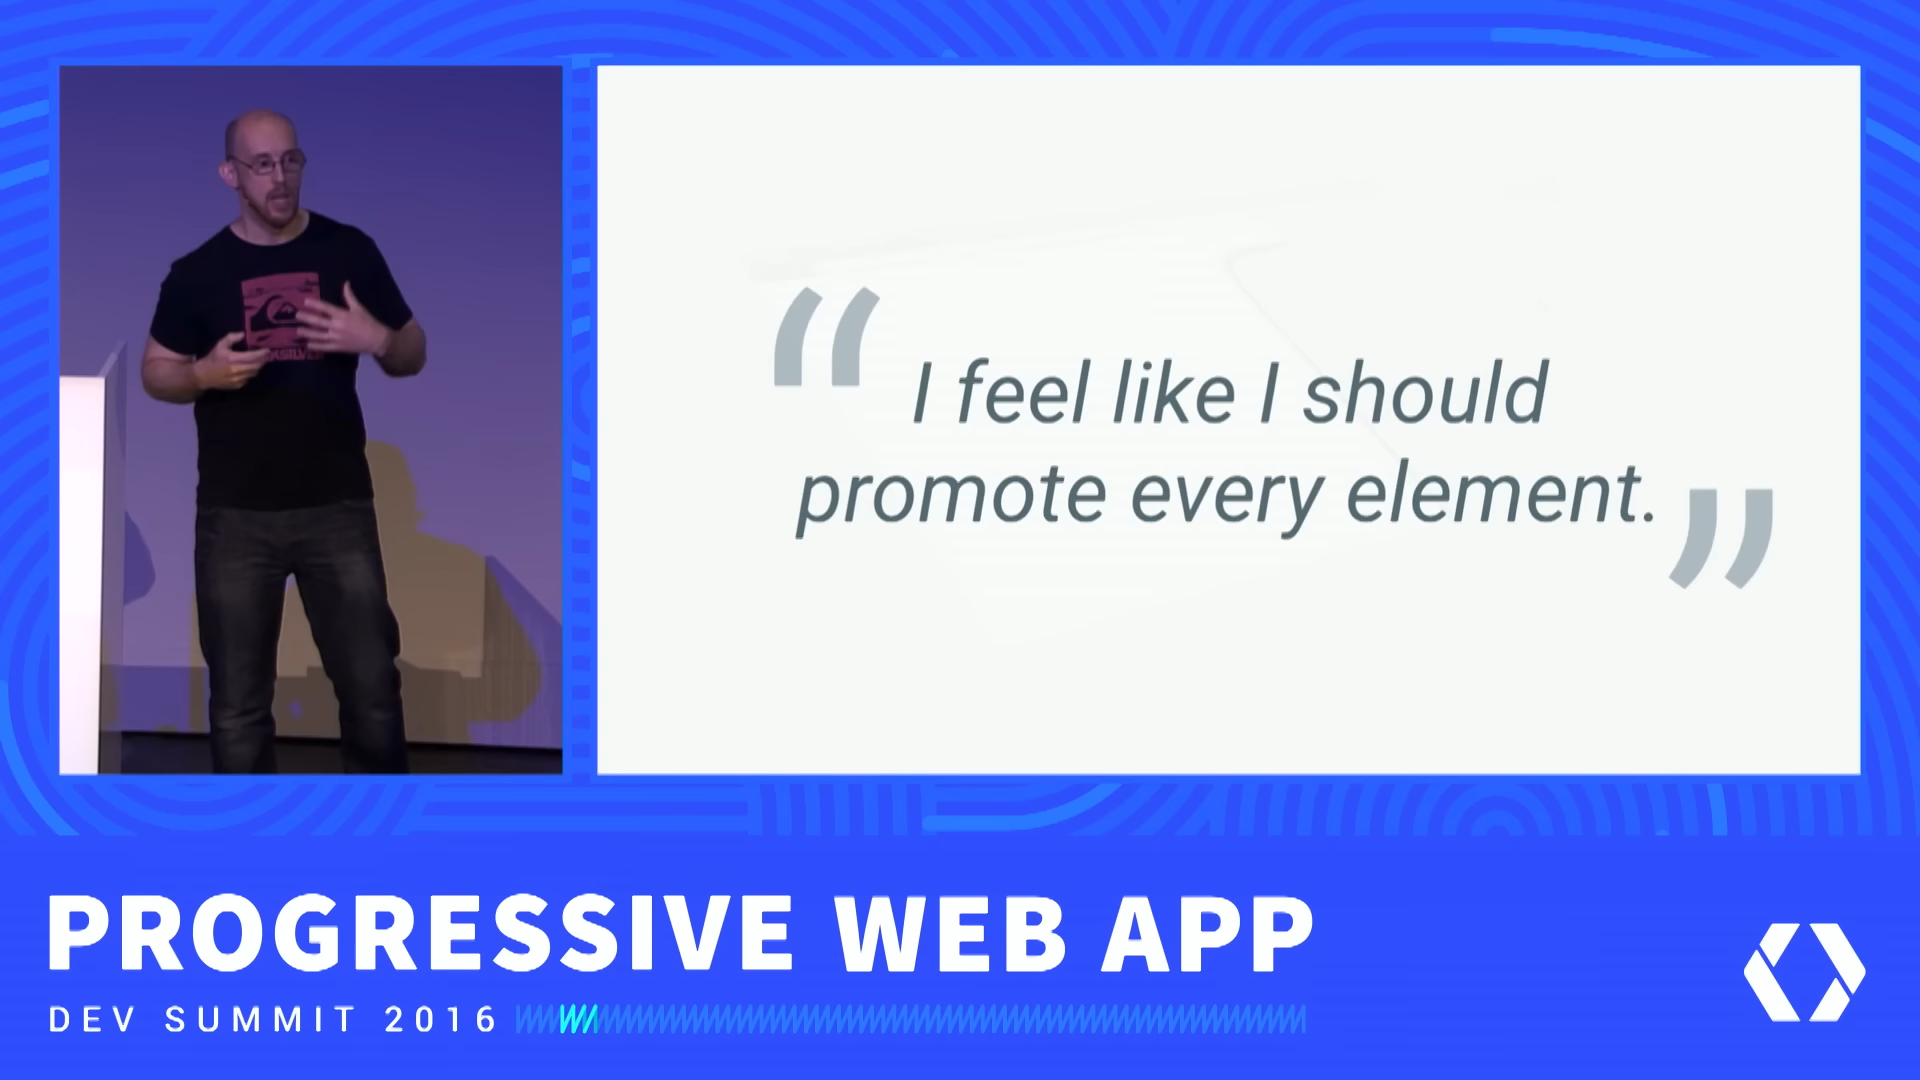 “ I feel like I should
promote every element. ”
PROGRESSIVE WEB APP
DEV SUMMIT 2016